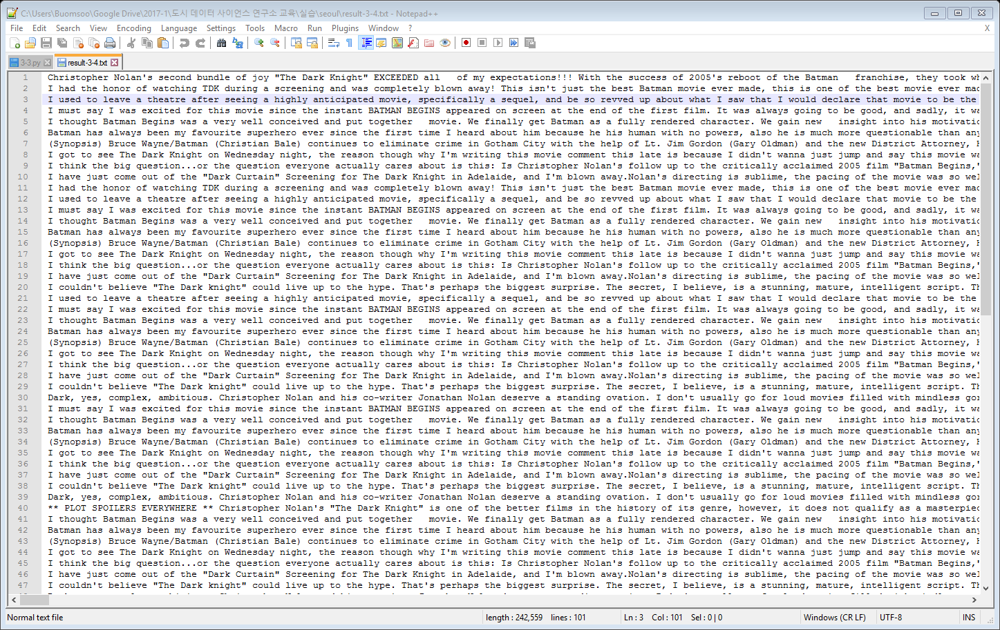 C:\Users\Buomsoo\Google Drive\2017-1\도시 데이터 사이언스 연구소 교육\실습\seoul\result-3-4.txt - Notepad++
File Edit Search View Encoding Language Settings Tools Macro Run Plugins Window ? X
3-3.py result-3-4.txt
1 Christopher Nolan's second bundle of joy "The Dark Knight" EXCEEDED all of my expectations!!! With the success of 2005's reboot of the Batman franchise, they took
2 I had the honor of watching TDK during a screening and was completely blown away! This isn't just the best Batman movie ever made, this is one of the best movie ever
3 I used to leave a theatre after seeing a highly anticipated movie, specifically a sequel, and be so revved up about what I saw that I would declare that movie to be the
4 I must say I was excited for this movie since the instant BATMAN BEGINS appeared on screen at the end of the first film. It was always going to be good, and sadly, it
5 I thought Batman Begins was a very well conceived and put together movie. We finally get Batman as a fully rendered character. We gain new insight into his motivatio
6 Batman has always been my favourite superhero ever since the first time I heard about him because he his human with no powers, also he is much more questionable than any
7 (Synopsis) Bruce Wayne/Batman (Christian Bale) continues to eliminate crime in Gotham City with the help of Lt. Jim Gordon (Gary Oldman) and the new District Attorney,
8 I got to see The Dark Knight on Wednesday night, the reason though why I'm writing this movie comment this late is because I didn't wanna just jump and say this movie
9 I think the big question...or the question everyone actually cares about is this: Is Christopher Nolan's follow up to the critically acclaimed 2005 film "Batman Begins,"
10 I have just come out of the "Dark Curtain" Screening for The Dark Knight in Adelaide, and I'm blown away.Nolan's directing is sublime, the pacing of the movie was so
11 I had the honor of watching TDK during a screening and was completely blown away! This isn't just the best Batman movie ever made, this is one of the best movie ever
12 I used to leave a theatre after seeing a highly anticipated movie, specifically a sequel, and be so revved up about what I saw that I would declare that movie to be the
13 I must say I was excited for this movie since the instant BATMAN BEGINS appeared on screen at the end of the first film. It was always going to be good, and sadly, it
14 I thought Batman Begins was a very well conceived and put together movie. We finally get Batman as a fully rendered character. We gain new insight into his motivatio
15 Batman has always been my favourite superhero ever since the first time I heard about him because he his human with no powers, also he is much more questionable than any
16 (Synopsis) Bruce Wayne/Batman (Christian Bale) continues to eliminate crime in Gotham City with the help of Lt. Jim Gordon (Gary Oldman) and the new District Attorney,
17 I got to see The Dark Knight on Wednesday night, the reason though why I'm writing this movie comment this late is because I didn't wanna just jump and say this movie
18 I think the big question...or the question everyone actually cares about is this: Is Christopher Nolan's follow up to the critically acclaimed 2005 film "Batman Begins,"
19 I have just come out of the "Dark Curtain" Screening for The Dark Knight in Adelaide, and I'm blown away.Nolan's directing is sublime, the pacing of the movie was so
20 I couldn't believe "The Dark knight" could live up to the hype. That's perhaps the biggest surprise. The secret, I believe, is a stunning, mature, intelligent script.
21 I used to leave a theatre after seeing a highly anticipated movie, specifically a sequel, and be so revved up about what I saw that I would declare that movie to be the
22 I must say I was excited for this movie since the instant BATMAN BEGINS appeared on screen at the end of the first film. It was always going to be good, and sadly, it
23 I thought Batman Begins was a very well conceived and put together movie. We finally get Batman as a fully rendered character. We gain new insight into his motivatio
24 Batman has always been my favourite superhero ever since the first time I heard about him because he his human with no powers, also he is much more questionable than any
25 (Synopsis) Bruce Wayne/Batman (Christian Bale) continues to eliminate crime in Gotham City with the help of Lt. Jim Gordon (Gary Oldman) and the new District Attorney,
26 I got to see The Dark Knight on Wednesday night, the reason though why I'm writing this movie comment this late is because I didn't wanna just jump and say this movie
27 I think the big question...or the question everyone actually cares about is this: Is Christopher Nolan's follow up to the critically acclaimed 2005 film "Batman Begins,"
28 I have just come out of the "Dark Curtain" Screening for The Dark Knight in Adelaide, and I'm blown away.Nolan's directing is sublime, the pacing of the movie was so
29 I couldn't believe "The Dark knight" could live up to the hype. That's perhaps the biggest surprise. The secret, I believe, is a stunning, mature, intelligent script.
30 Dark, yes, complex, ambitious. Christopher Nolan and his co-writer Jonathan Nolan deserve a standing ovation. I don't usually go for loud movies filled with mindless
31 I must say I was excited for this movie since the instant BATMAN BEGINS appeared on screen at the end of the first film. It was always going to be good, and sadly, it
32 I thought Batman Begins was a very well conceived and put together movie. We finally get Batman as a fully rendered character. We gain new insight into his motivatio
33 Batman has always been my favourite superhero ever since the first time I heard about him because he his human with no powers, also he is much more questionable than any
34 (Synopsis) Bruce Wayne/Batman (Christian Bale) continues to eliminate crime in Gotham City with the help of Lt. Jim Gordon (Gary Oldman) and the new District Attorney,
35 I got to see The Dark Knight on Wednesday night, the reason though why I'm writing this movie comment this late is because I didn't wanna just jump and say this movie
36 I think the big question...or the question everyone actually cares about is this: Is Christopher Nolan's follow up to the critically acclaimed 2005 film "Batman Begins,"
37 I have just come out of the "Dark Curtain" Screening for The Dark Knight in Adelaide, and I'm blown away.Nolan's directing is sublime, the pacing of the movie was so
38 I couldn't believe "The Dark knight" could live up to the hype. That's perhaps the biggest surprise. The secret, I believe, is a stunning, mature, intelligent script.
39 Dark, yes, complex, ambitious. Christopher Nolan and his co-writer Jonathan Nolan deserve a standing ovation. I don't usually go for loud movies filled with mindless
40 ** PLOT SPOILERS EVERYWHERE ** Christopher Nolan's "The Dark Knight" is one of the better films in the history of its genre, however, it does not qualify as a masterpiec
41 I thought Batman Begins was a very well conceived and put together movie. We finally get Batman as a fully rendered character. We gain new insight into his motivatio
42 Batman has always been my favourite superhero ever since the first time I heard about him because he his human with no powers, also he is much more questionable than any
43 (Synopsis) Bruce Wayne/Batman (Christian Bale) continues to eliminate crime in Gotham City with the help of Lt. Jim Gordon (Gary Oldman) and the new District Attorney,
44 I got to see The Dark Knight on Wednesday night, the reason though why I'm writing this movie comment this late is because I didn't wanna just jump and say this movie
45 I think the big question...or the question everyone actually cares about is this: Is Christopher Nolan's follow up to the critically acclaimed 2005 film "Batman Begins,"
46 I have just come out of the "Dark Curtain" Screening for The Dark Knight in Adelaide, and I'm blown away.Nolan's directing is sublime, the pacing of the movie was so
47 I couldn't believe "The Dark knight" could live up to the hype. That's perhaps the biggest surprise. The secret, I believe, is a stunning, mature, intelligent script.
Normal text file length : 242,559 lines : 101 Ln : 3 Col : 101 Sel : 0 | 0 Windows (CR LF) UTF-8 INS